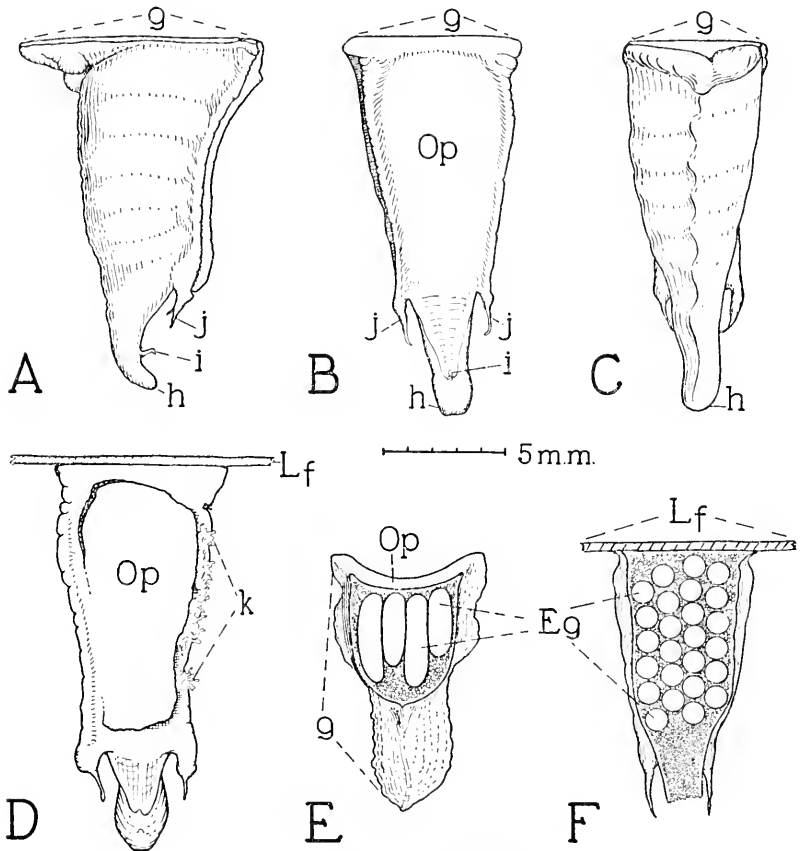 g g g
Op
j j j
i i
h h h
A B C
5 m.m.
Lf Lf
Op Op
k
Eg
g
D E F